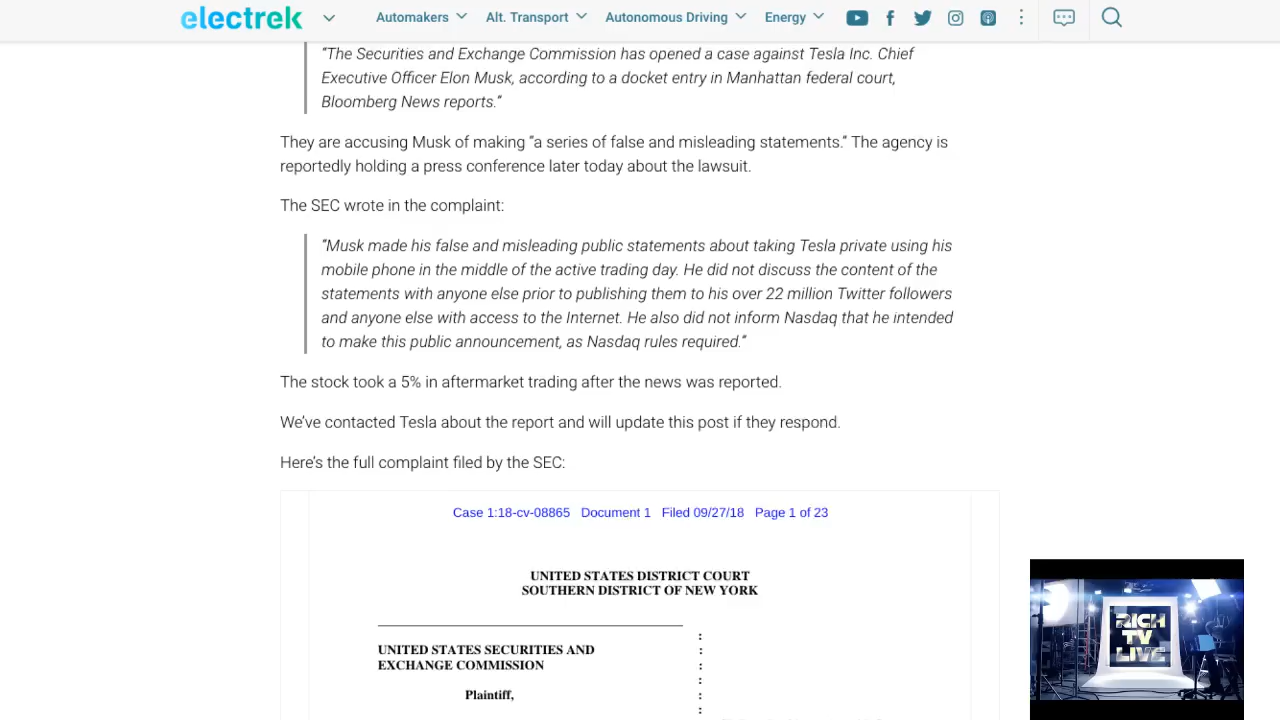 electrek Automakers Alt. Transport Autonomous Driving Energy
“The Securities and Exchange Commission has opened a case against Tesla Inc. Chief
Executive Officer Elon Musk, according to a docket entry in Manhattan federal court,
Bloomberg News reports.”
They are accusing Musk of making “a series of false and misleading statements.” The agency is
reportedly holding a press conference later today about the lawsuit.
The SEC wrote in the complaint:
“Musk made his false and misleading public statements about taking Tesla private using his
mobile phone in the middle of the active trading day. He did not discuss the content of the
statements with anyone else prior to publishing them to his over 22 million Twitter followers
and anyone else with access to the Internet. He also did not inform Nasdaq that he intended
to make this public announcement, as Nasdaq rules required.”
The stock took a 5% in aftermarket trading after the news was reported.
We’ve contacted Tesla about the report and will update this post if they respond.
Here’s the full complaint filed by the SEC:
Case 1:18-cv-08865 Document 1 Filed 09/27/18 Page 1 of 23
UNITED STATES DISTRICT COURT
SOUTHERN DISTRICT OF NEW YORK
:
UNITED STATES SECURITIES AND :
EXCHANGE COMMISSION :
:
Plaintiff, :
:
RICH
TV
LIVE